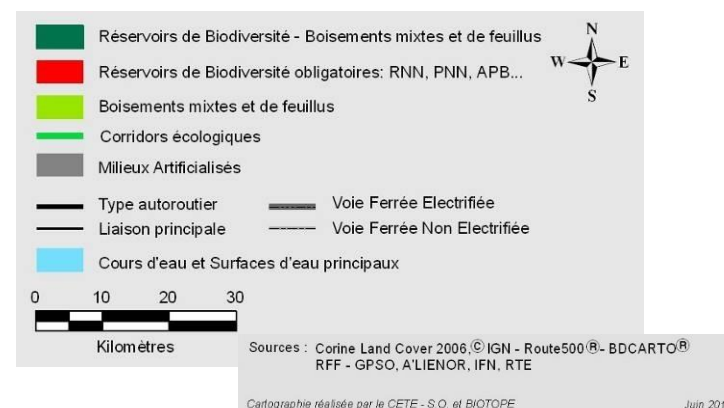 Réservoirs de Biodiversité - Boisements mixtes et de feuillus
Réservoirs de Biodiversité obligatoires: RNN, PNN, APB...
Boisements mixtes et de feuillus
Corridors écologiques
Milieux Artificialisés
Type autoroutier
Voie Ferrée Electrifiée
Liaison principale
Voie Ferrée Non Electrifiée
Cours d'eau et Surfaces d'eau principaux
N
W E
S
0 10 20 30
Kilomètres
Sources : Corine Land Cover 2006,© IGN - Route500®- BDCARTO®
RFF - GPSO, A'LIENOR, IFN, RTE
Cartographie réalisée par le CETE - S.O. et BIOTOPE
Juin